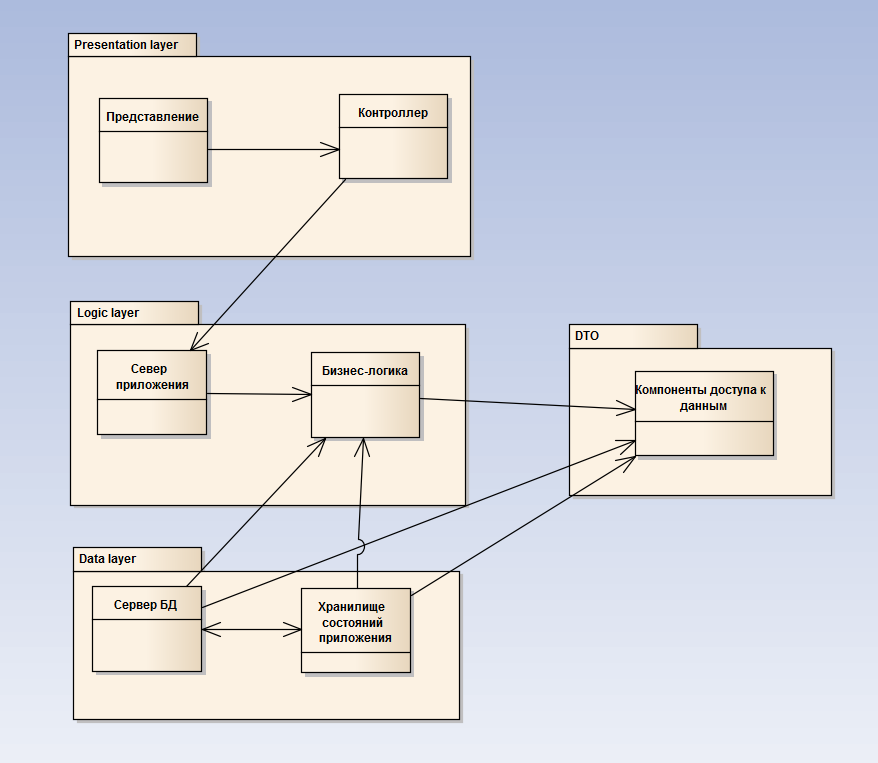 Presentation layer
Представление
Контроллер
Logic layer
Север
приложения
Бизнес-логика
DTO
Компоненты доступа к
данным
Data layer
Сервер БД
Хранилище
состояний
приложения